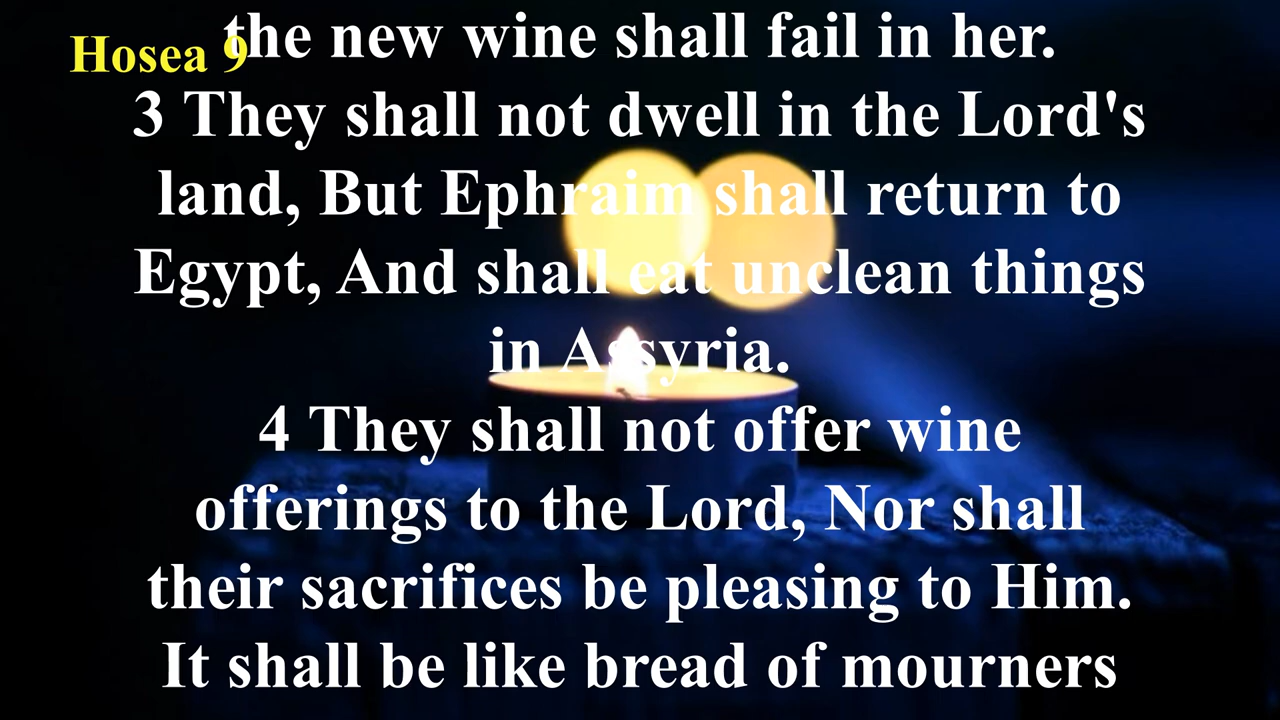 Hosea 9
the new wine shall fail in her.
3 They shall not dwell in the Lord's
land, But Ephraim shall return to
Egypt, And shall eat unclean things
in Assyria.
4 They shall not offer wine
offerings to the Lord, Nor shall
their sacrifices be pleasing to Him.
It shall be like bread of mourners